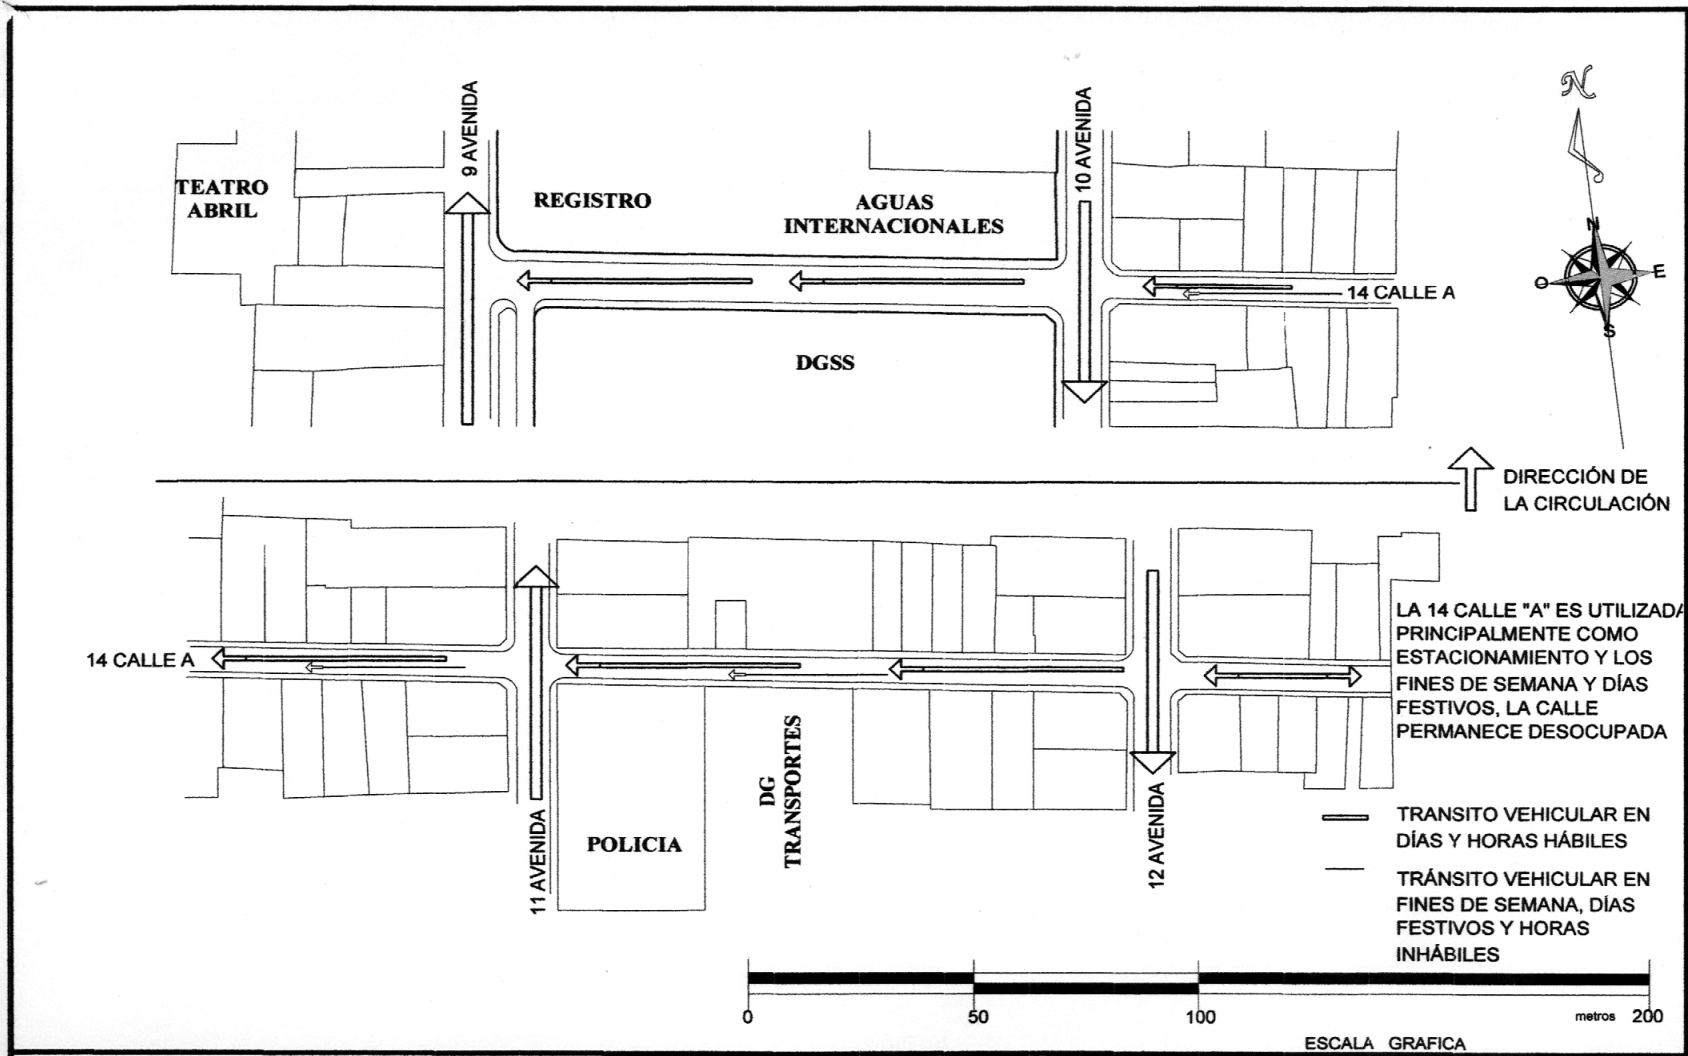 9 AVENIDA
10 AVENIDA
N
TEATRO
ABRIL
REGISTRO
AGUAS
INTERNACIONALES
N
O
E
S
14 CALLE A
DGSS
DIRECCIÓN DE
LA CIRCULACIÓN
14 CALLE A
LA 14 CALLE "A" ES UTILIZADA
PRINCIPALMENTE COMO
ESTACIONAMIENTO Y LOS
FINES DE SEMANA Y DÍAS
FESTIVOS, LA CALLE
PERMANECE DESOCUPADA
DG
TRANSPORTES
POLICIA
11 AVENIDA
12 AVENIDA
TRANSITO VEHICULAR EN
DÍAS Y HORAS HÁBILES
TRÁNSITO VEHICULAR EN
FINES DE SEMANA, DÍAS
FESTIVOS Y HORAS
INHÁBILES
0 50 100 metros 200
ESCALA GRAFICA